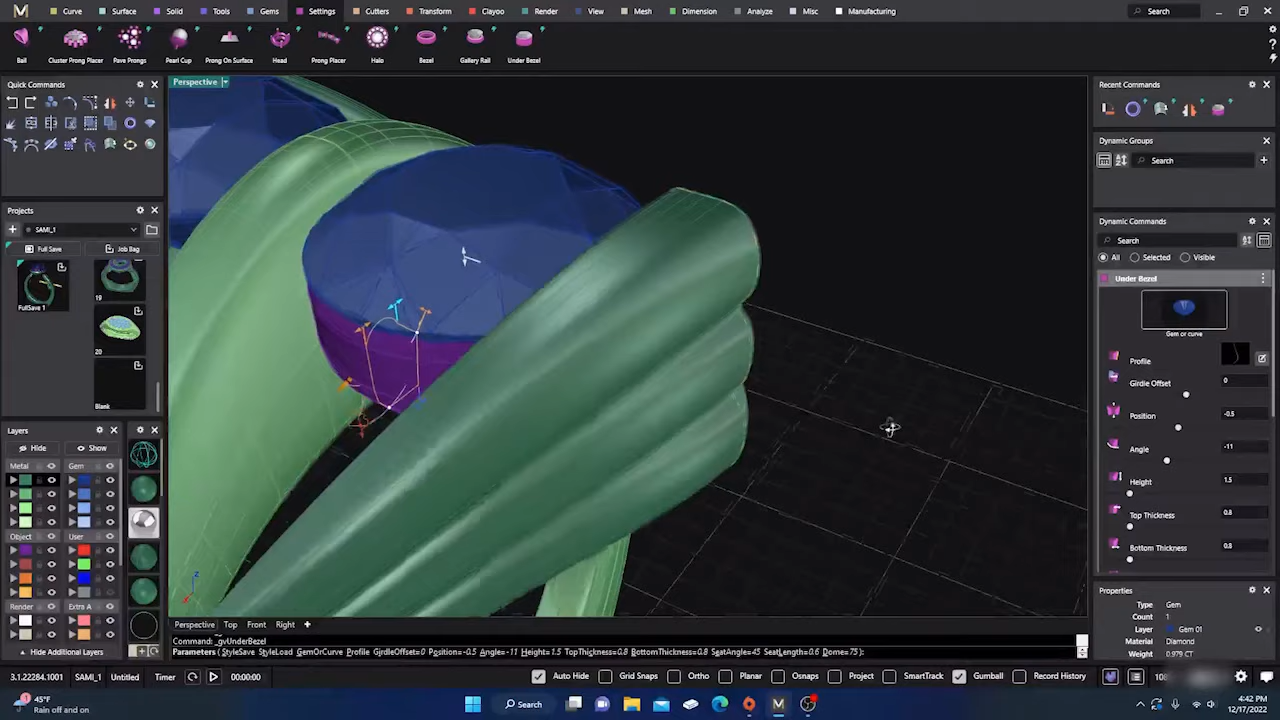 Curve Surface Solid Tools Gems Settings Cutters Transform Clayoo Render View Mesh Dimension Analyze Misc Manufacturing Search
Bail Cluster Prong Placer Pave Prongs Pearl Cup Prong On Surface Head Prong Placer Halo Bezel Gallery Rail Under Bezel
Quick Commands
Projects
SAMI_1
Full Save Job Bag
FullSave 1
19
20
Blank
Layers
Hide Show
Metal Gem
Object User
Render Extra A
Hide Additional Layers
Perspective
Perspective Top Front Right
Command: _gvUnderBezel
Parameters (StyleSave StyleLoad GemOrCurve Profile GirdleOffset=0 Position=-0.5 Angle=-11 Height=1.5 TopThickness=0.8 BottomThickness=0.8 SeatAngle=45 SeatLength=0.6 Dome=75):
Recent Commands
Dynamic Groups
Search
Dynamic Commands
Search
All Selected Visible
Under Bezel
Gem or curve
Profile
Girdle Offset 0
Position -0.5
Angle -11
Height 1.5
Top Thickness 0.8
Bottom Thickness 0.8
Properties
Type Gem
Count 1
Layer Gem 01
Material Diamond
Weight 0.979 CT
3.1.22284.1001 SAMI_1 Untitled Timer 00:00:00 Auto Hide Grid Snaps Ortho Planar Osnaps Project SmartTrack Gumball Record History
45°F
Rain off and on
Search
4:42 PM
12/17/2022